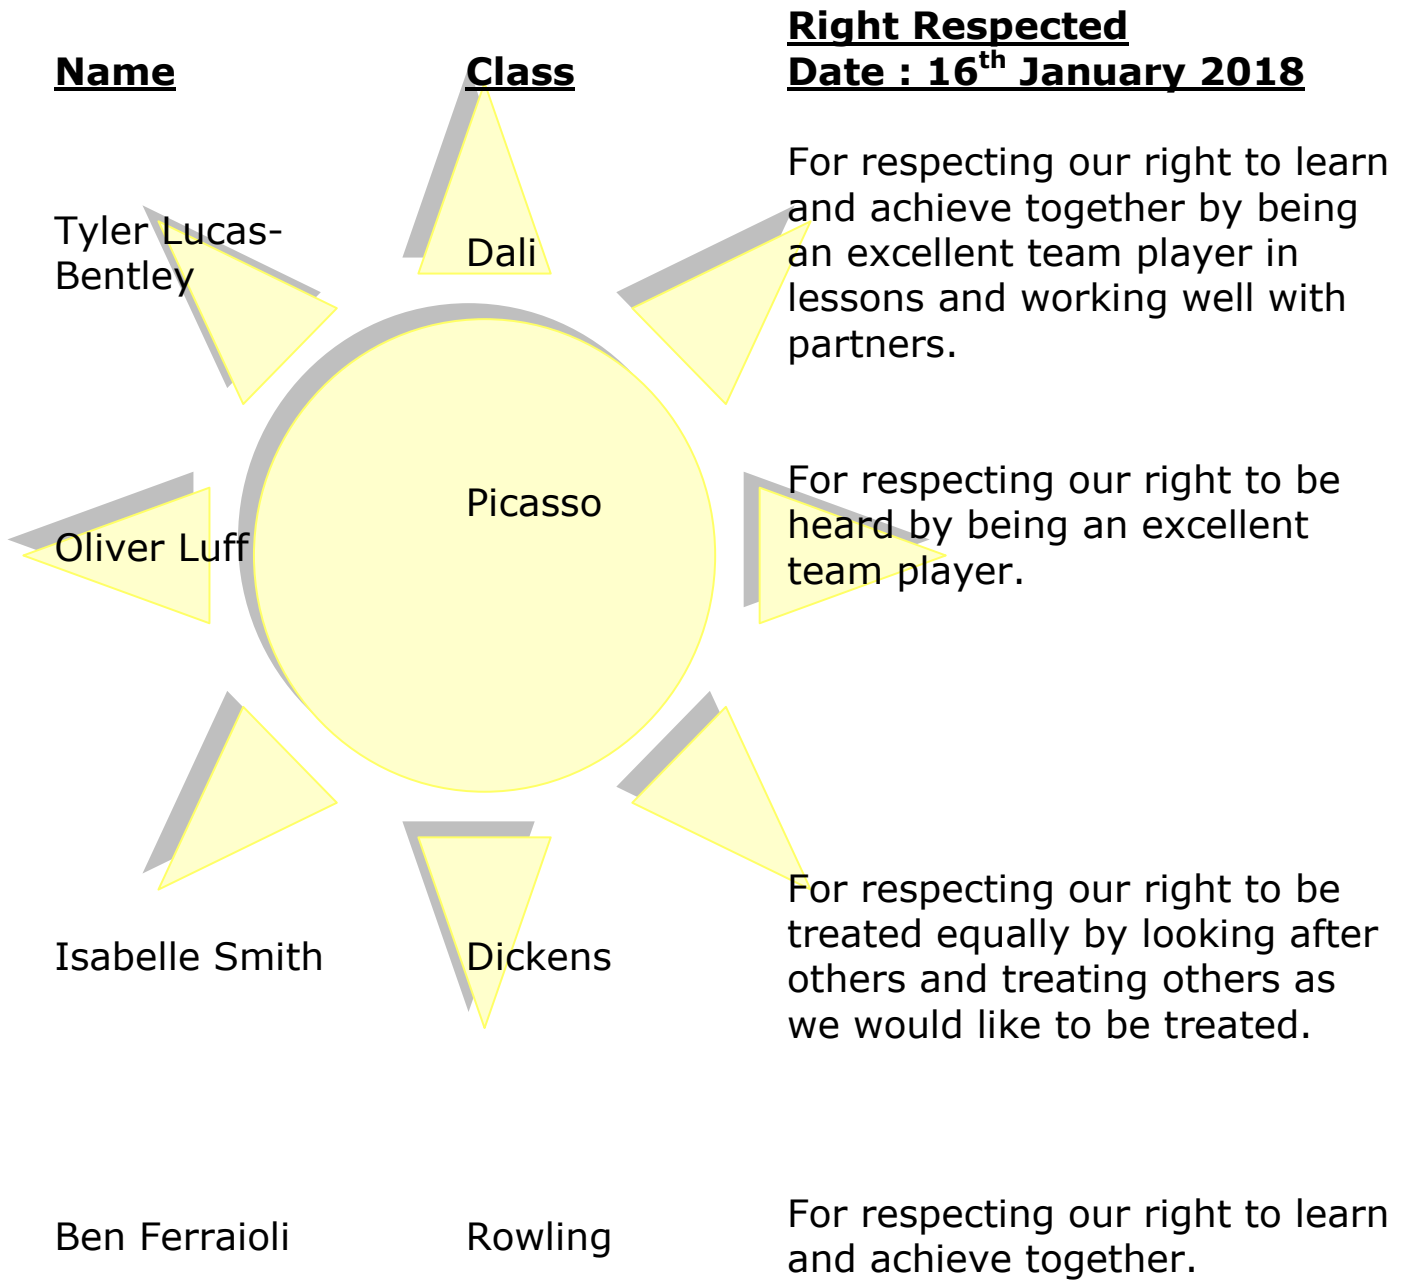 Right Respected
Name Class Date : 16th January 2018
For respecting our right to learn
and achieve together by being
Tyler Lucas-
Bentley
Dali
an excellent team player in
lessons and working well with
partners.
For respecting our right to be
Picasso
heard by being an excellent
Oliver Luff
team player.
For respecting our right to be
treated equally by looking after
Isabelle Smith Dickens
others and treating others as
we would like to be treated.
For respecting our right to learn
Ben Ferraioli Rowling
and achieve together.